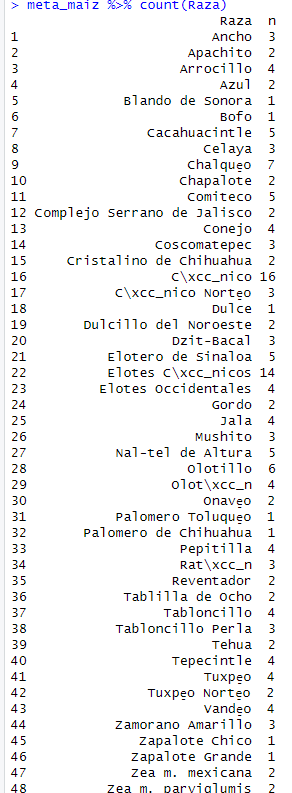 > meta_maiz %>% count(Raza)
Raza n
1 Ancho 3
2 Apachito 2
3 Arrocillo 4
4 Azul 2
5 Blando de Sonora 1
6 Bofo 1
7 Cacahuacintle 5
8 Celaya 3
9 Chalqueٕo 7
10 Chapalote 2
11 Comiteco 5
12 Complejo Serrano de Jalisco 2
13 Conejo 4
14 Coscomatepec 3
15 Cristalino de Chihuahua 2
16 C\xcc_nico 16
17 C\xcc_nico Norteٕo 3
18 Dulce 1
19 Dulcillo del Noroeste 2
20 Dzit-Bacal 3
21 Elotero de Sinaloa 5
22 Elotes C\xcc_nicos 14
23 Elotes Occidentales 4
24 Gordo 2
25 Jala 4
26 Mushito 3
27 Nal-tel de Altura 5
28 Olotillo 6
29 Olot\xcc_n 4
30 Onaveٕo 2
31 Palomero Toluqueٕo 1
32 Palomero de Chihuahua 1
33 Pepitilla 4
34 Rat\xcc_n 3
35 Reventador 2
36 Tablilla de Ocho 2
37 Tabloncillo 4
38 Tabloncillo Perla 3
39 Tehua 2
40 Tepecintle 4
41 Tuxpeٕo 4
42 Tuxpeٕo Norteٕo 2
43 Vandeٕo 4
44 Zamorano Amarillo 3
45 Zapalote Chico 1
46 Zapalote Grande 1
47 Zea m. mexicana 2
48 Zea m. parviglumis 2